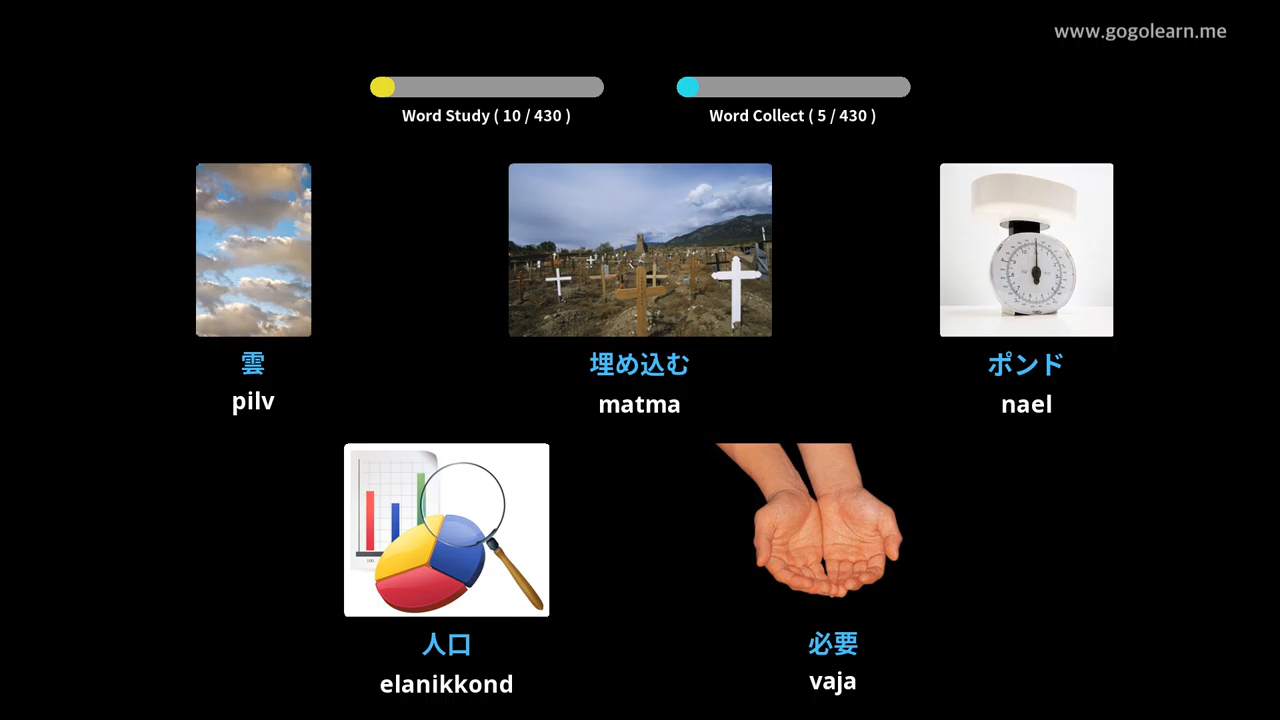 www.gogolearn.me
Word Study ( 10 / 430 )
Word Collect ( 5 / 430 )
雲
pilv
埋め込む
matma
ポンド
nael
人口
elanikkond
必要
vaja